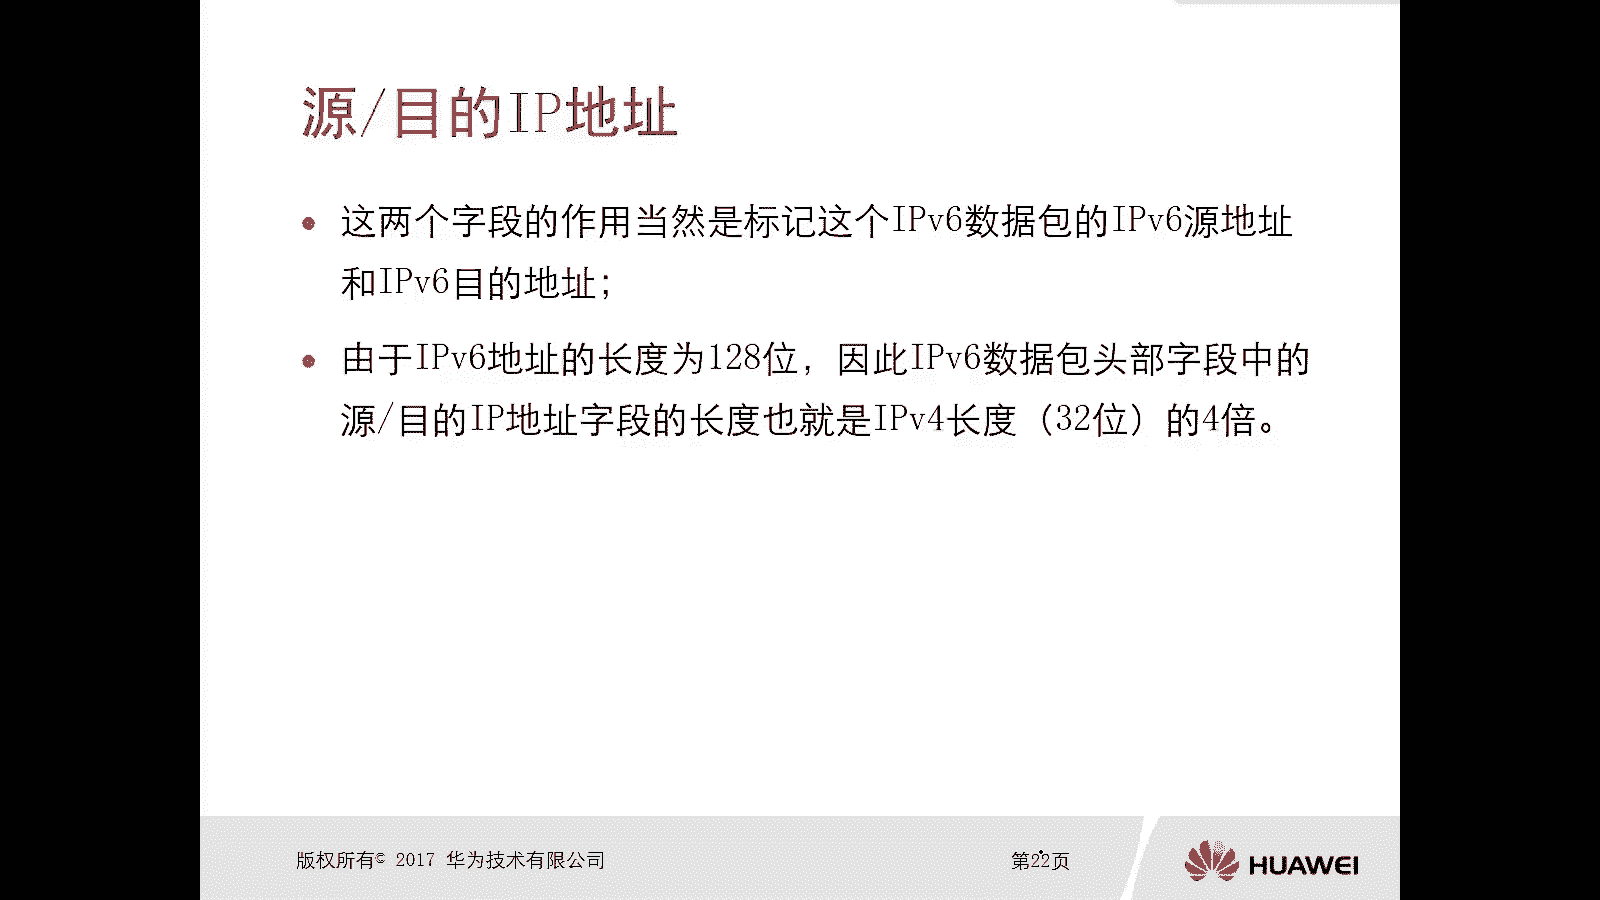 源/目的IP地址
这两个字段的作用当然是标记这个IPv6数据包的IPv6源地址
和IPv6目的地址；
由于IPv6地址的长度为128位，因此IPv6数据包头部字段中的
源/目的IP地址字段的长度也就是IPv4长度（32位）的4倍。
版权所有© 2017 华为技术有限公司
第22页
HUAWEI